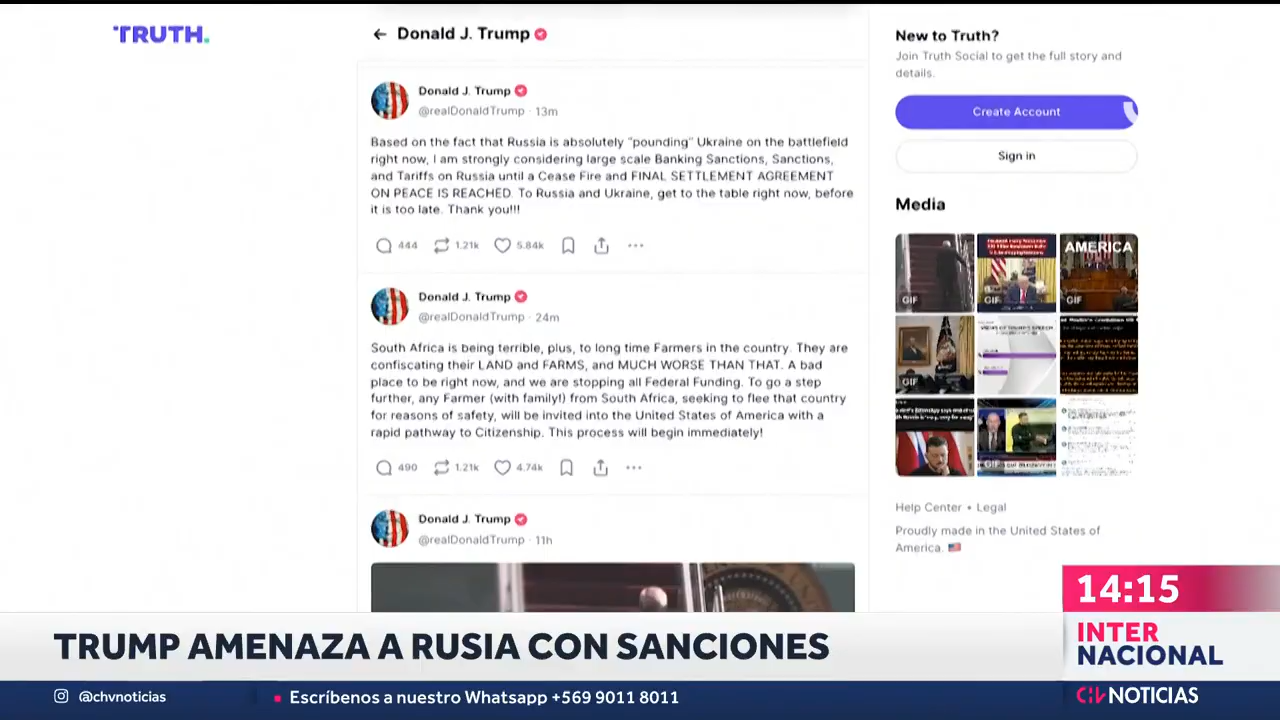 TRUTH.
Donald J. Trump
Donald J. Trump
@realDonaldTrump · 13m
Based on the fact that Russia is absolutely "pounding" Ukraine on the battlefield
right now, I am strongly considering large scale Banking Sanctions, Sanctions,
and Tariffs on Russia until a Cease Fire and FINAL SETTLEMENT AGREEMENT
ON PEACE IS REACHED. To Russia and Ukraine, get to the table right now, before
it is too late. Thank you!!!
444 1.21k 5.84k
Donald J. Trump
@realDonaldTrump · 24m
South Africa is being terrible, plus, to long time Farmers in the country. They are
confiscating their LAND and FARMS, and MUCH WORSE THAN THAT. A bad
place to be right now, and we are stopping all Federal Funding. To go a step
further, any Farmer (with family!) from South Africa, seeking to flee that country
for reasons of safety, will be invited into the United States of America with a
rapid pathway to Citizenship. This process will begin immediately!
490 1.21k 4.74k
Donald J. Trump
@realDonaldTrump · 11h
New to Truth?
Join Truth Social to get the full story and
details.
Create Account
Sign in
Media
GIF
GIF
AMERICA
GIF
GIF
GIF
Help Center • Legal
Proudly made in the United States of
America.
14:15
TRUMP AMENAZA A RUSIA CON SANCIONES
INTER
NACIONAL
@chvnoticias
Escríbenos a nuestro Whatsapp +569 9011 8011
CHV NOTICIAS